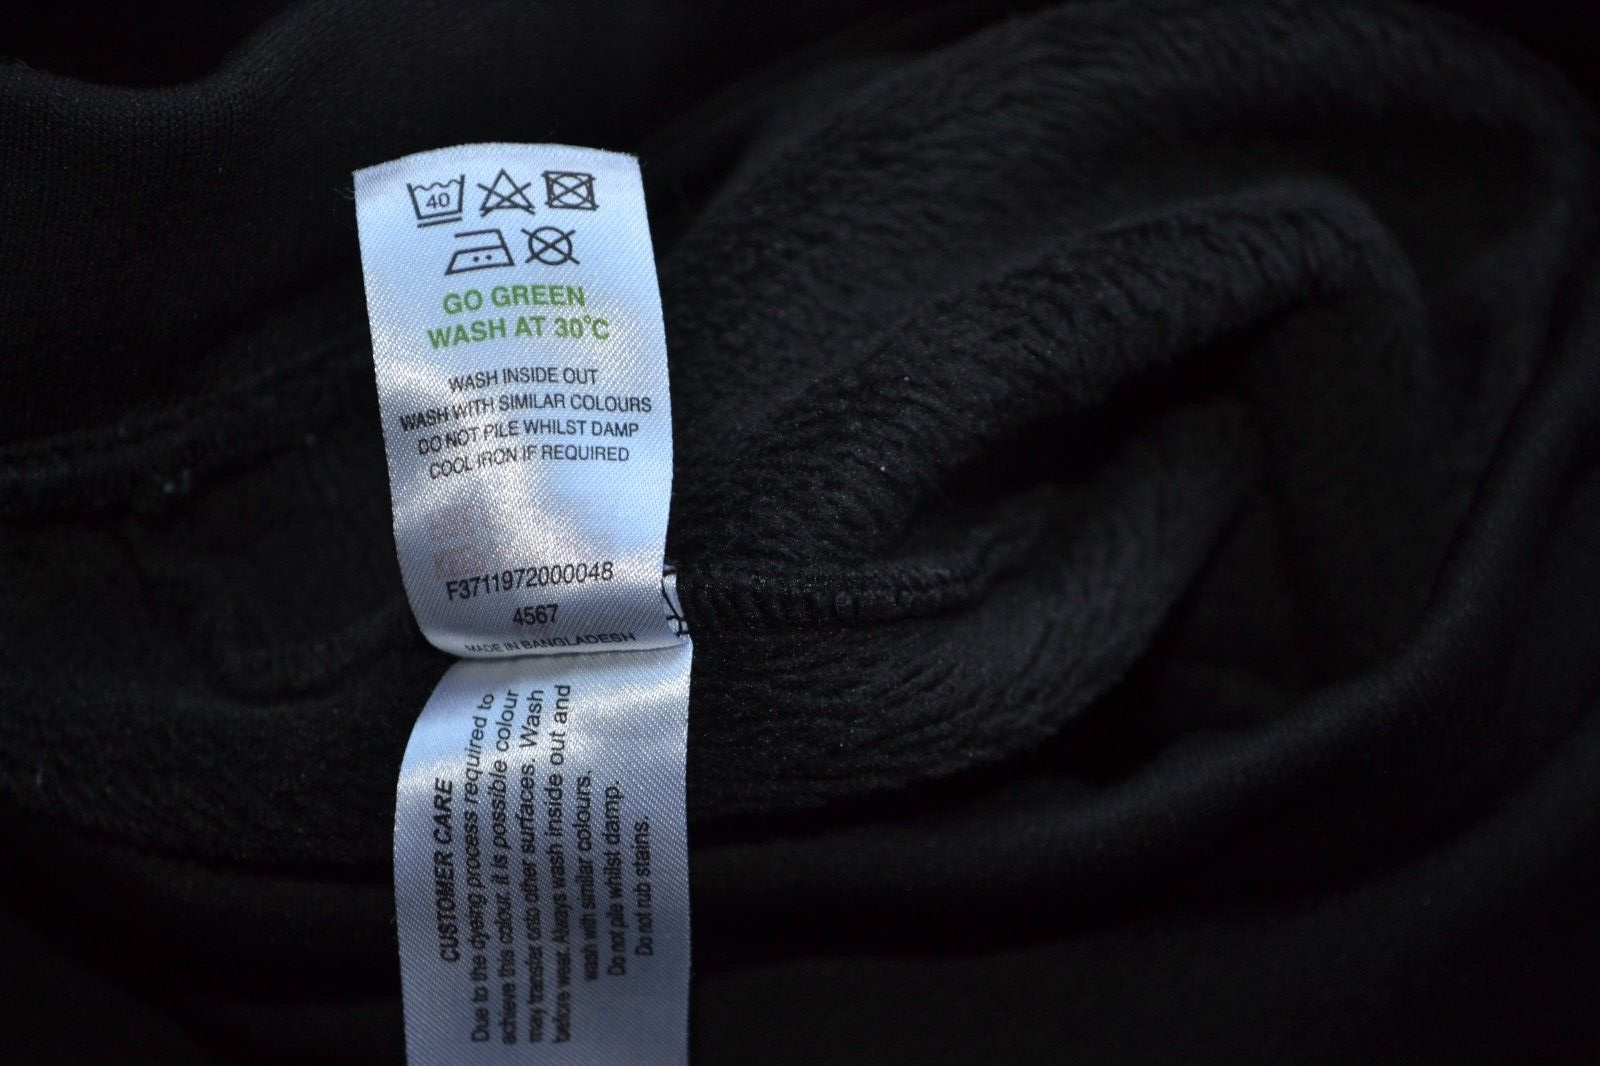 40
GO GREEN
WASH AT 30°C
WASH INSIDE OUT
WASH WITH SIMILAR COLOURS
DO NOT PILE WHILST DAMP
COOL IRON IF REQUIRED
F3711972000048
4567
MADE IN BANGLADESH
CUSTOMER CARE
Due to the dyeing process required to
achieve this colour, it is possible colour
may transfer onto other surfaces. Wash
before wear. Always wash inside out and
wash with similar colours.
Do not pile whilst damp.
Do not rub stains.